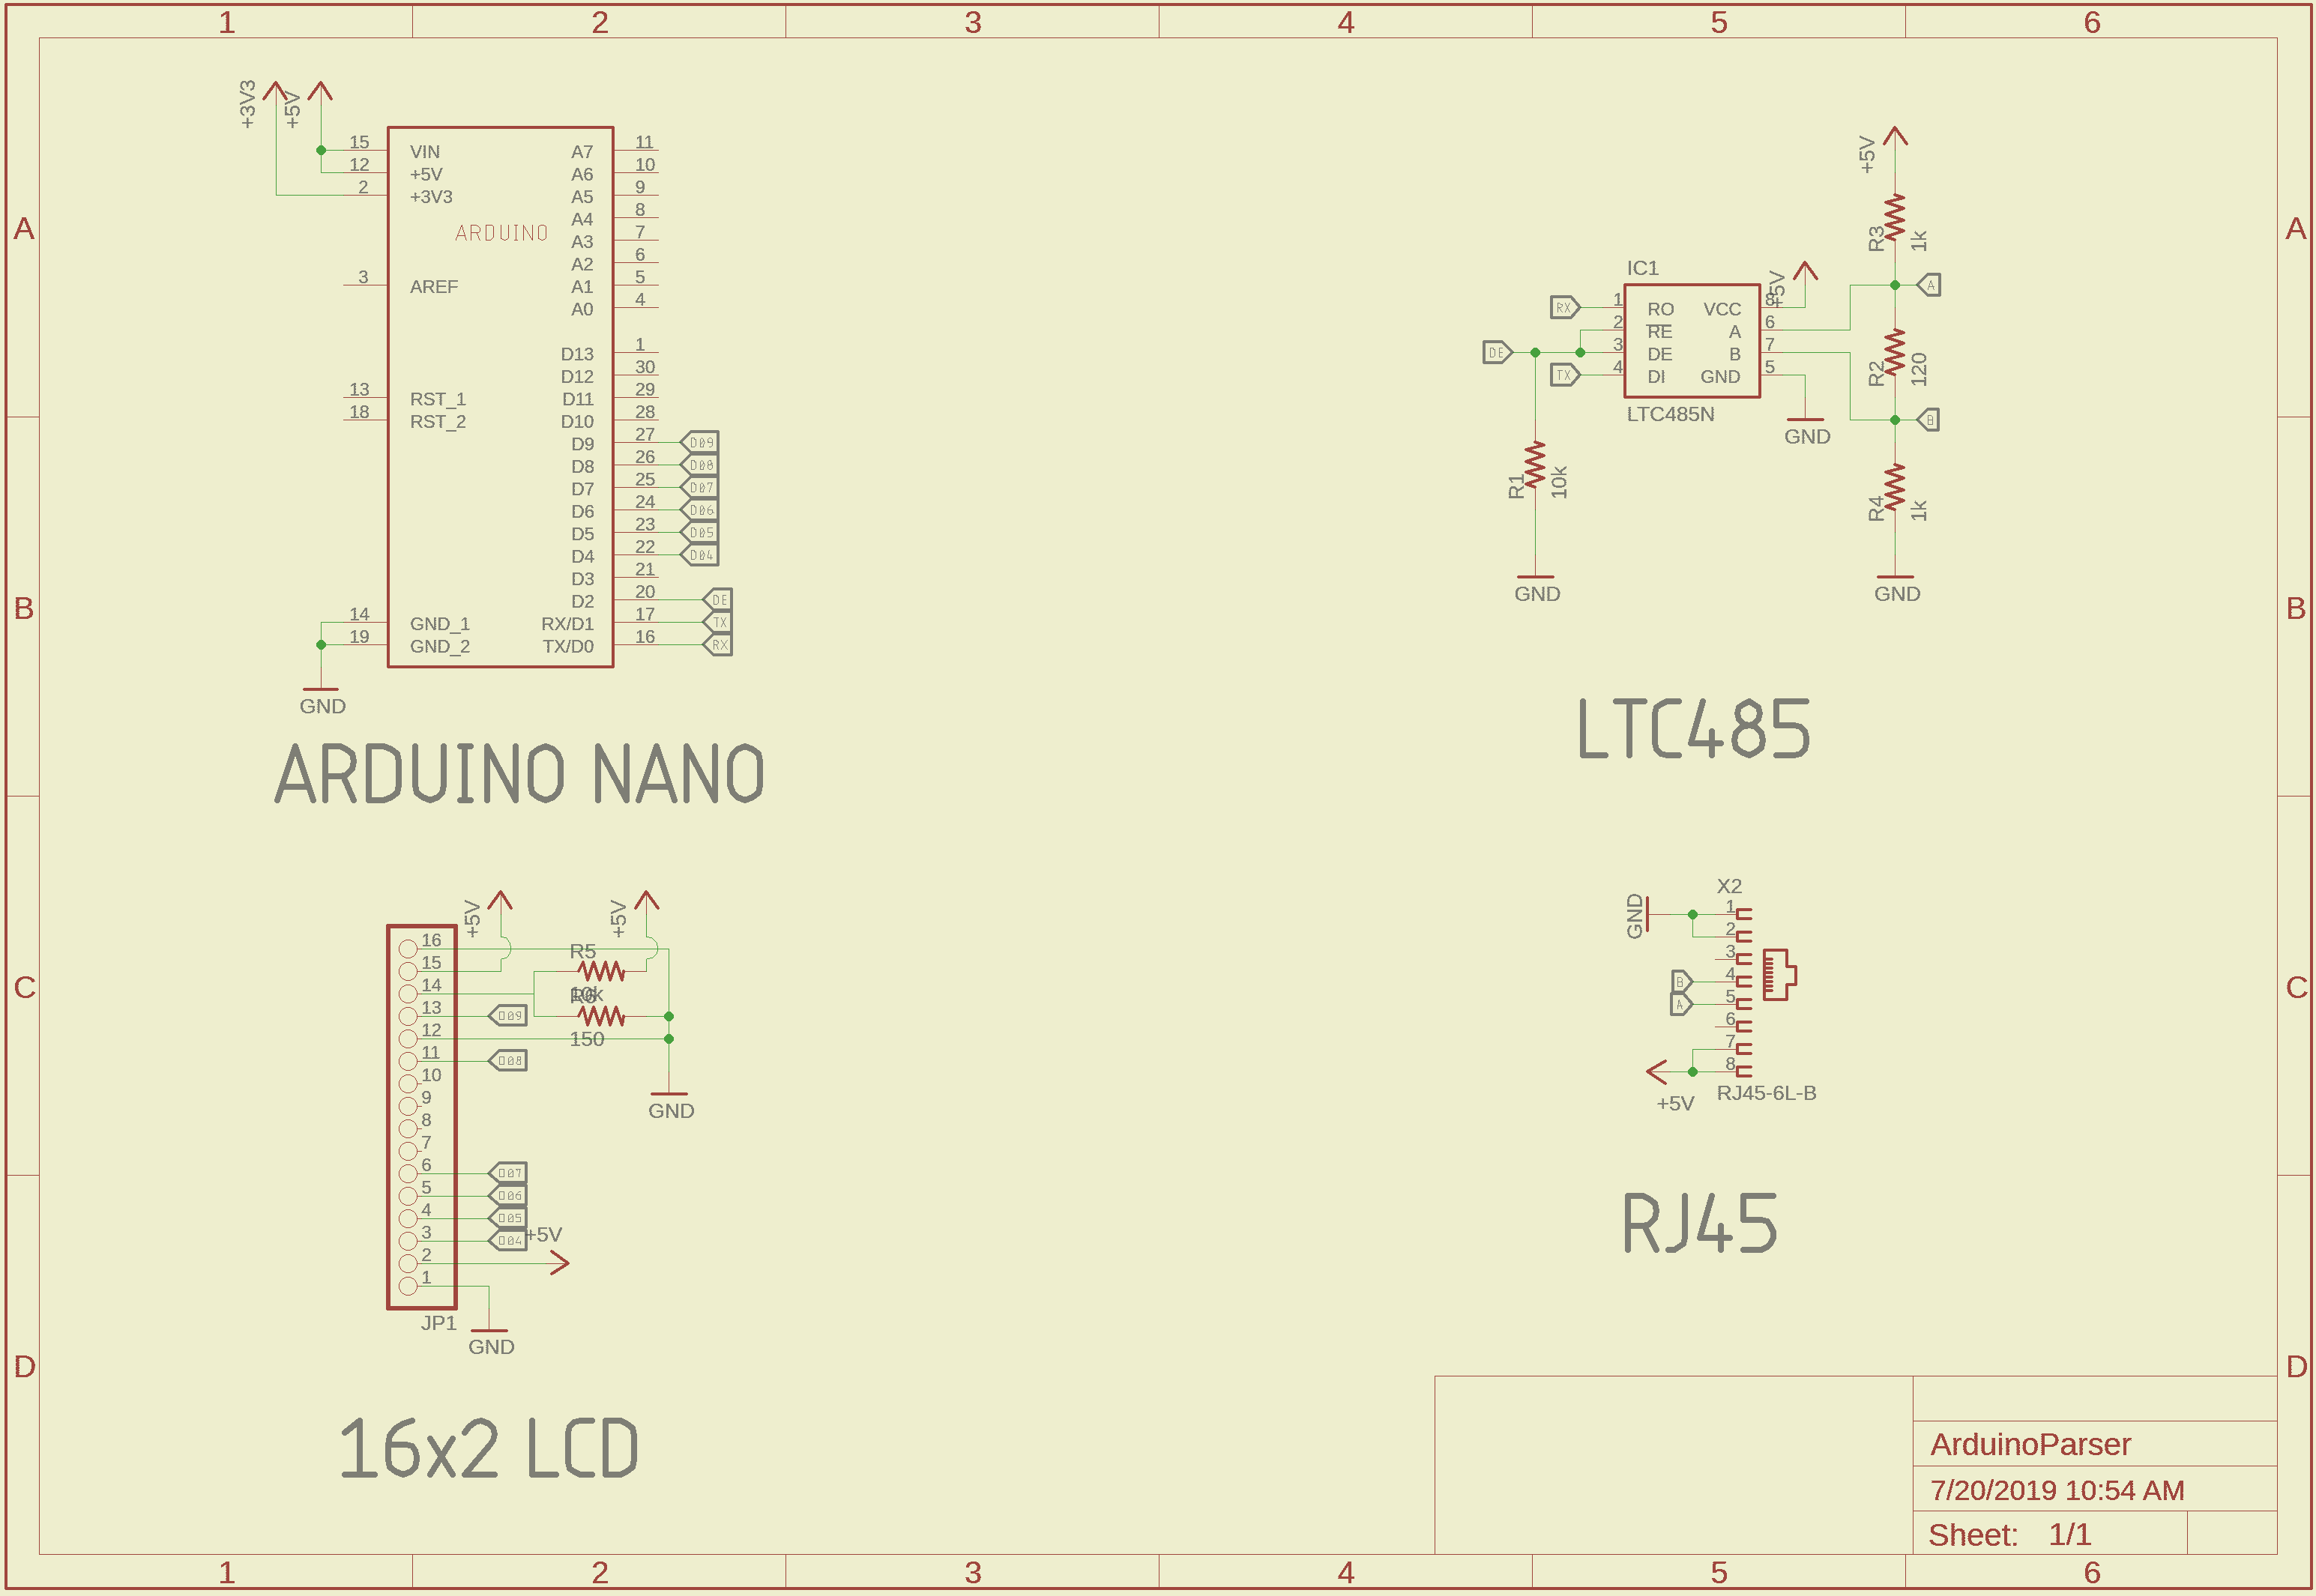 1 2 3 4 5 6
A
B
C
D
+3V3
+5V
15 VIN
12 +5V
2 +3V3
ARDUINO
3 AREF
13 RST_1
18 RST_2
14 GND_1
19 GND_2
GND
A7 11
A6 10
A5 9
A4 8
A3 7
A2 6
A1 5
A0 4
D13 1
D12 30
D11 29
D10 28
D9 27 D09
D8 26 D08
D7 25 D07
D6 24 D06
D5 23 D05
D4 22 D04
D3 21
D2 20 DE
RX/D1 17 TX
TX/D0 16 RX
ARDUINO NANO
IC1
RX 1 RO
2 RE
DE 3 DE
TX 4 DI
VCC 8 +5V
A 6
B 7
GND 5
LTC485N
GND
R1 10k
GND
+5V
R3 1k
A
R2 120
B
R4 1k
GND
LTC485
+5V
+5V
16
15
14
13 D09
12
11 D08
10
9
8
7
6 D07
5 D06
4 D05
3 D04
2 +5V
1
JP1
GND
R5
10k
R6
150
GND
16x2 LCD
X2
GND
1
2
3
B 4
A 5
6
7
8
+5V
RJ45-6L-B
RJ45
ArduinoParser
7/20/2019 10:54 AM
Sheet: 1/1
A
B
C
D
1 2 3 4 5 6